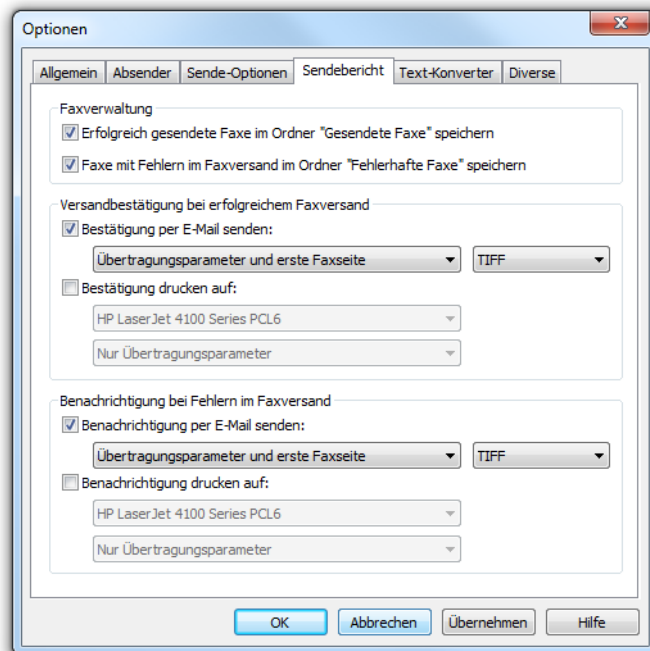 Optionen
Allgemein Absender Sende-Optionen Sendebericht Text-Konverter Diverse
Faxverwaltung
Erfolgreich gesendete Faxe im Ordner "Gesendete Faxe" speichern
Faxe mit Fehlern im Faxversand im Ordner "Fehlerhafte Faxe" speichern
Versandbestätigung bei erfolgreichem Faxversand
Bestätigung per E-Mail senden:
Übertragungsparameter und erste Faxseite TIFF
Bestätigung drucken auf:
HP LaserJet 4100 Series PCL6
Nur Übertragungsparameter
Benachrichtigung bei Fehlern im Faxversand
Benachrichtigung per E-Mail senden:
Übertragungsparameter und erste Faxseite TIFF
Benachrichtigung drucken auf:
HP LaserJet 4100 Series PCL6
Nur Übertragungsparameter
OK Abbrechen Übernehmen Hilfe